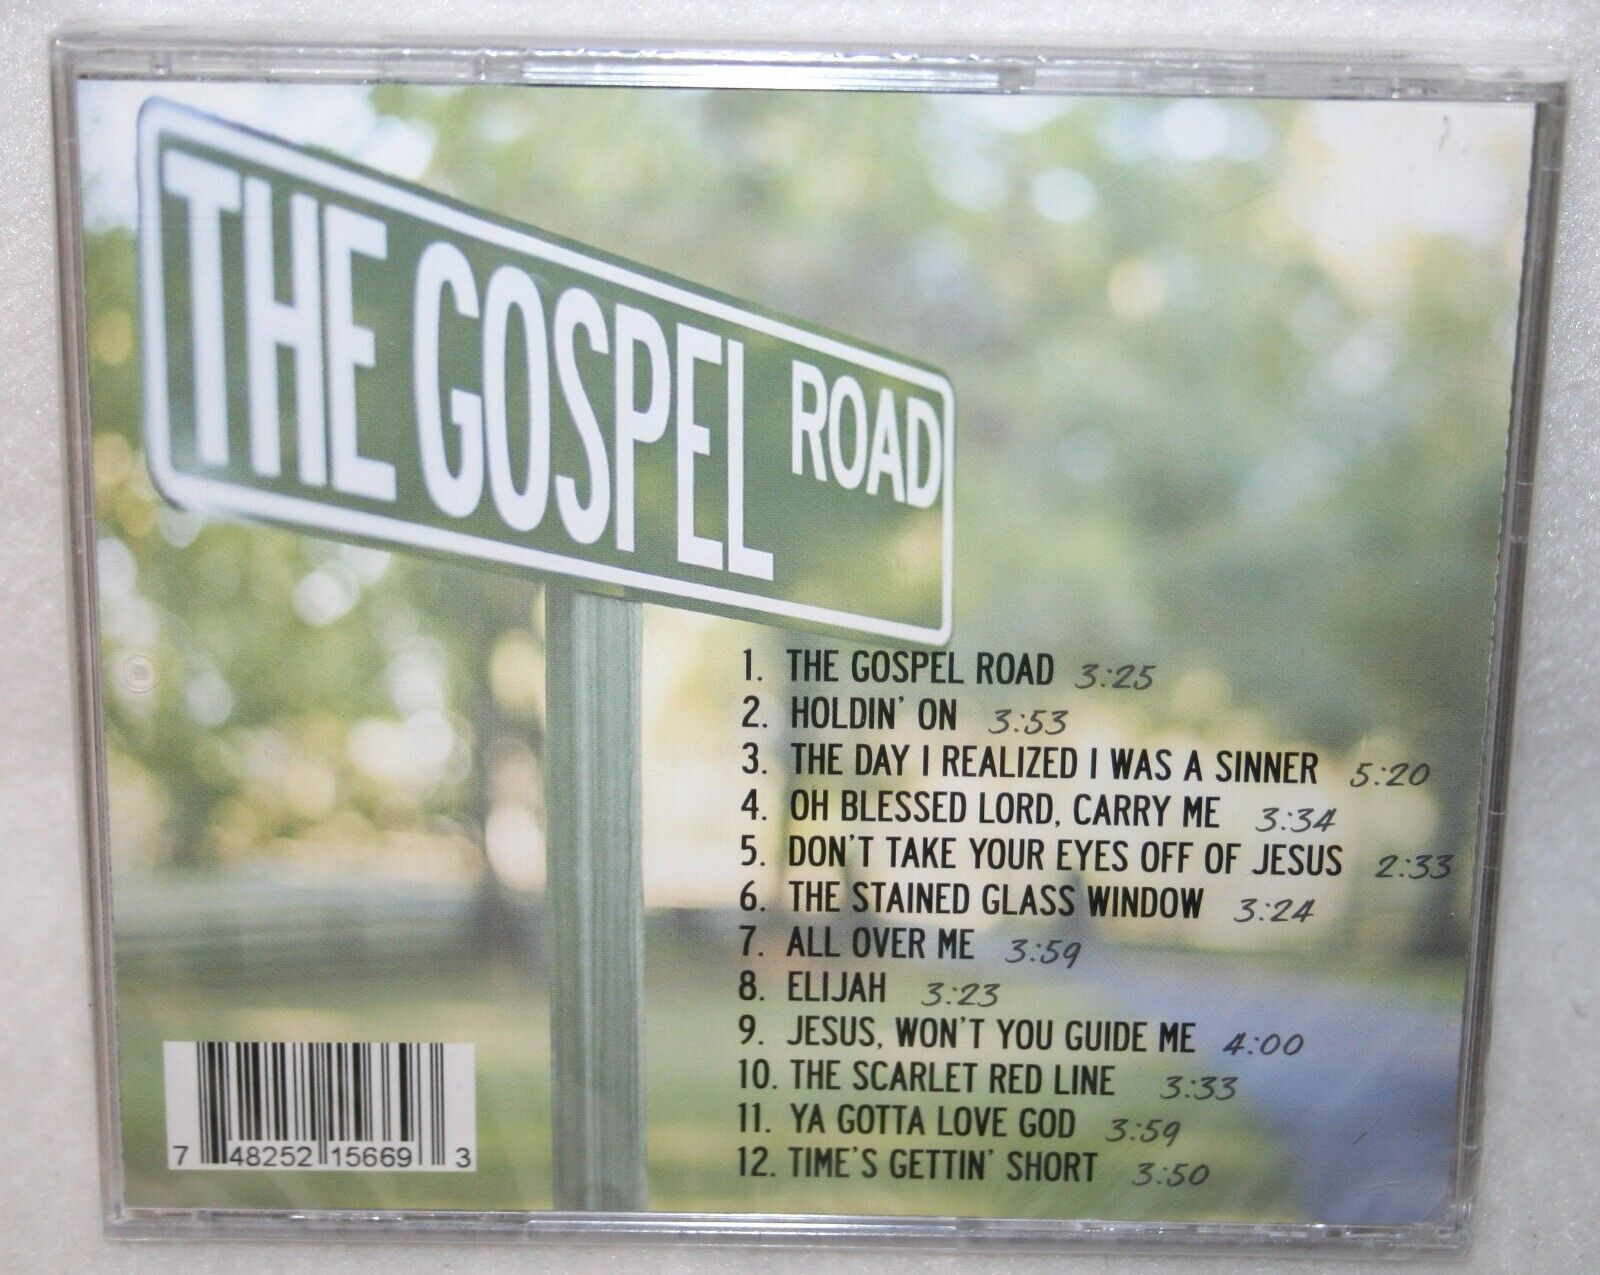 THE GOSPEL ROAD
1. THE GOSPEL ROAD 3:25
2. HOLDIN' ON 3:53
3. THE DAY I REALIZED I WAS A SINNER 5:20
4. OH BLESSED LORD, CARRY ME 3:34
5. DON'T TAKE YOUR EYES OFF OF JESUS 2:33
6. THE STAINED GLASS WINDOW 3:24
7. ALL OVER ME 3:59
8. ELIJAH 3:23
9. JESUS, WON'T YOU GUIDE ME 4:00
10. THE SCARLET RED LINE 3:33
11. YA GOTTA LOVE GOD 3:59
12. TIME'S GETTIN' SHORT 3:50
7 48252 15669 3